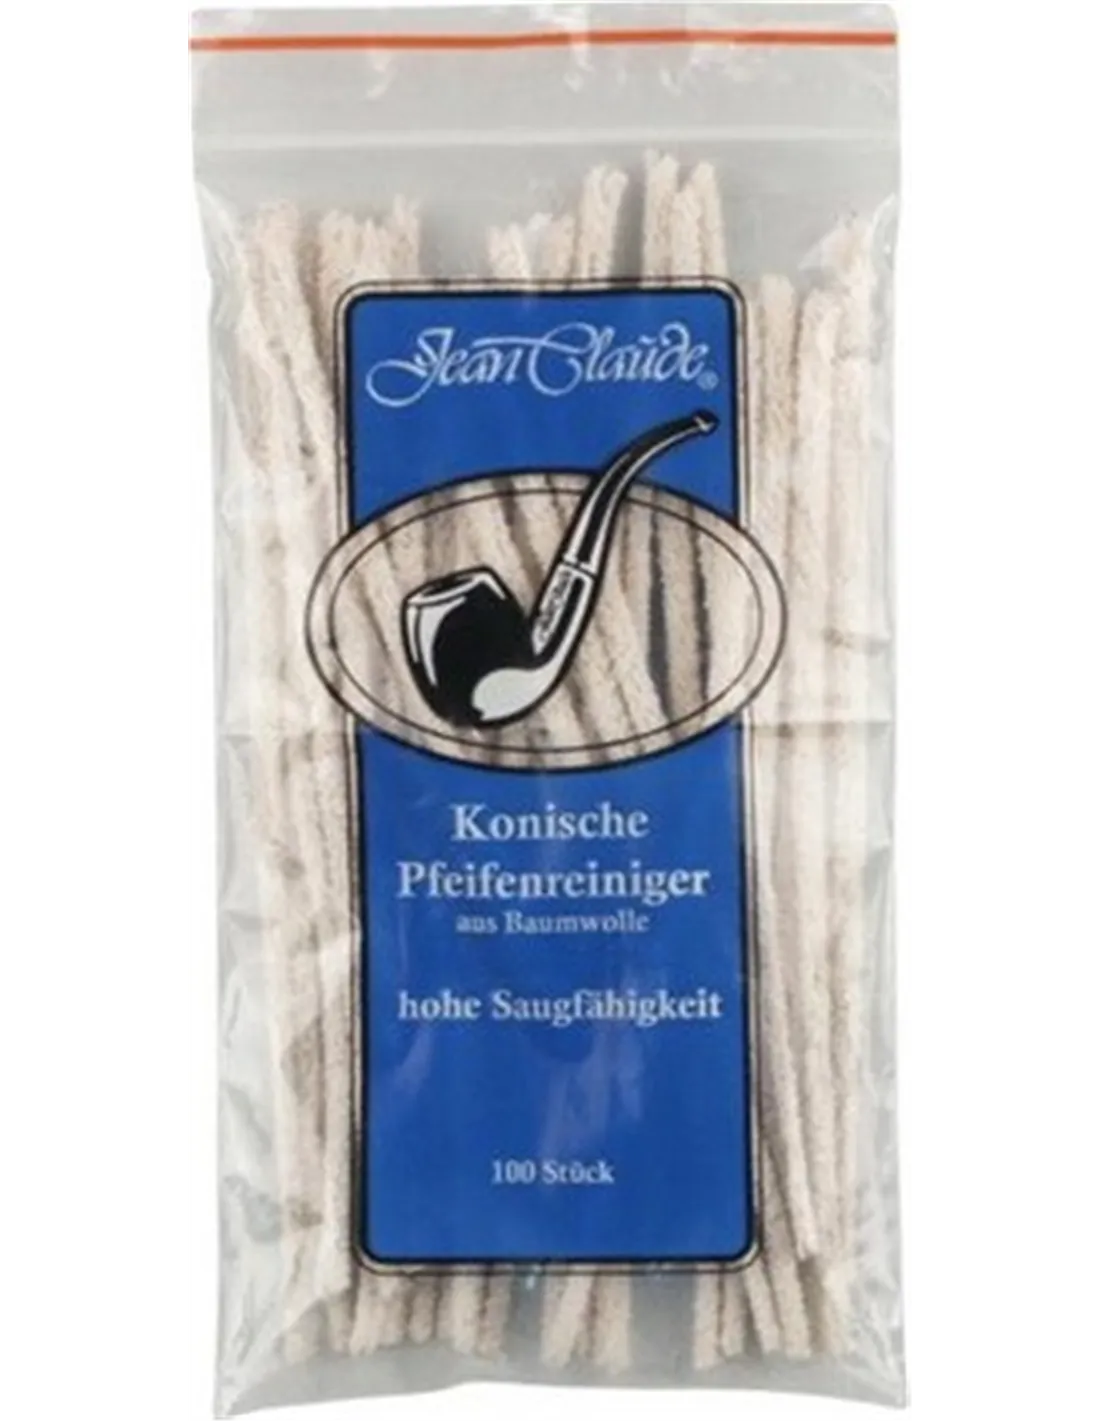 Jean Claude®
Konische
Pfeifenreiniger
aus Baumwolle
hohe Saugfähigkeit
100 Stück